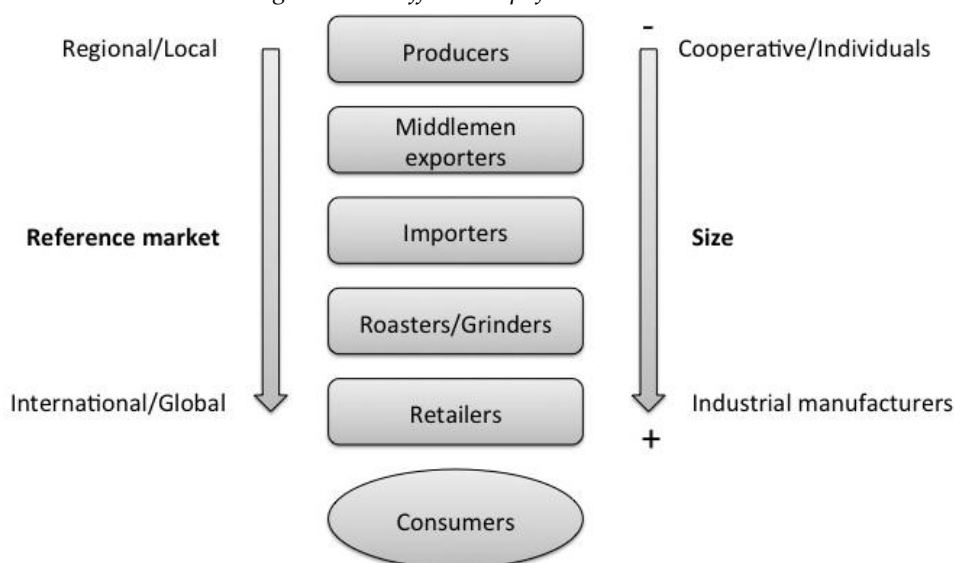 -
Regional/Local
Producers
Cooperative/Individuals
Middlemen
exporters
Reference market
Importers
Size
Roasters/Grinders
International/Global
Retailers
Industrial manufacturers
+
Consumers